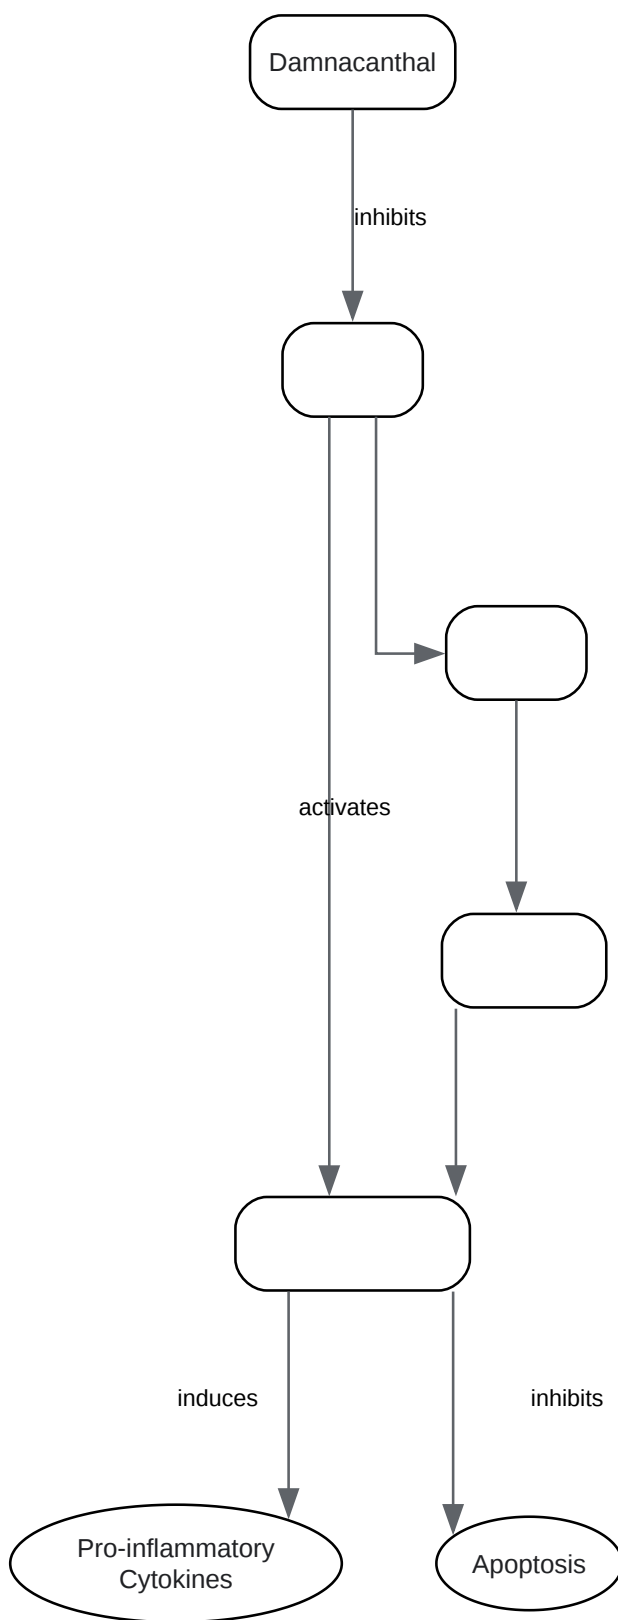 Damnacanthal
inhibits
activates
induces
inhibits
Pro-inflammatory
Cytokines
Apoptosis